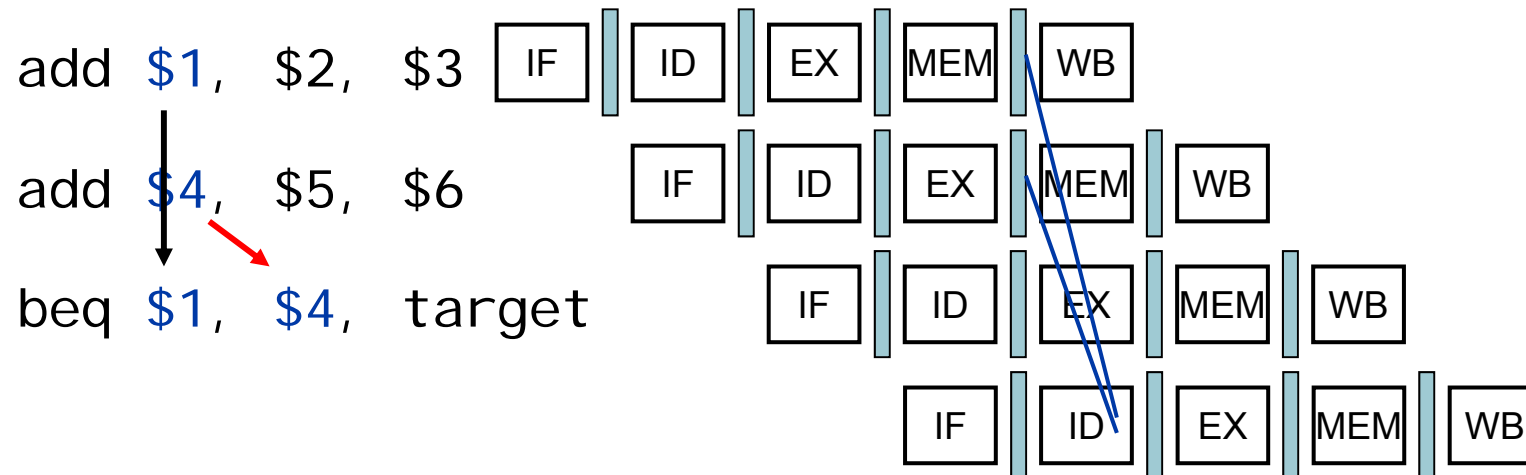 add $1, $2, $3 IF ID EX MEM WB
add $4, $5, $6 IF ID EX MEM WB
beq $1, $4, target IF ID EX MEM WB
IF ID EX MEM WB